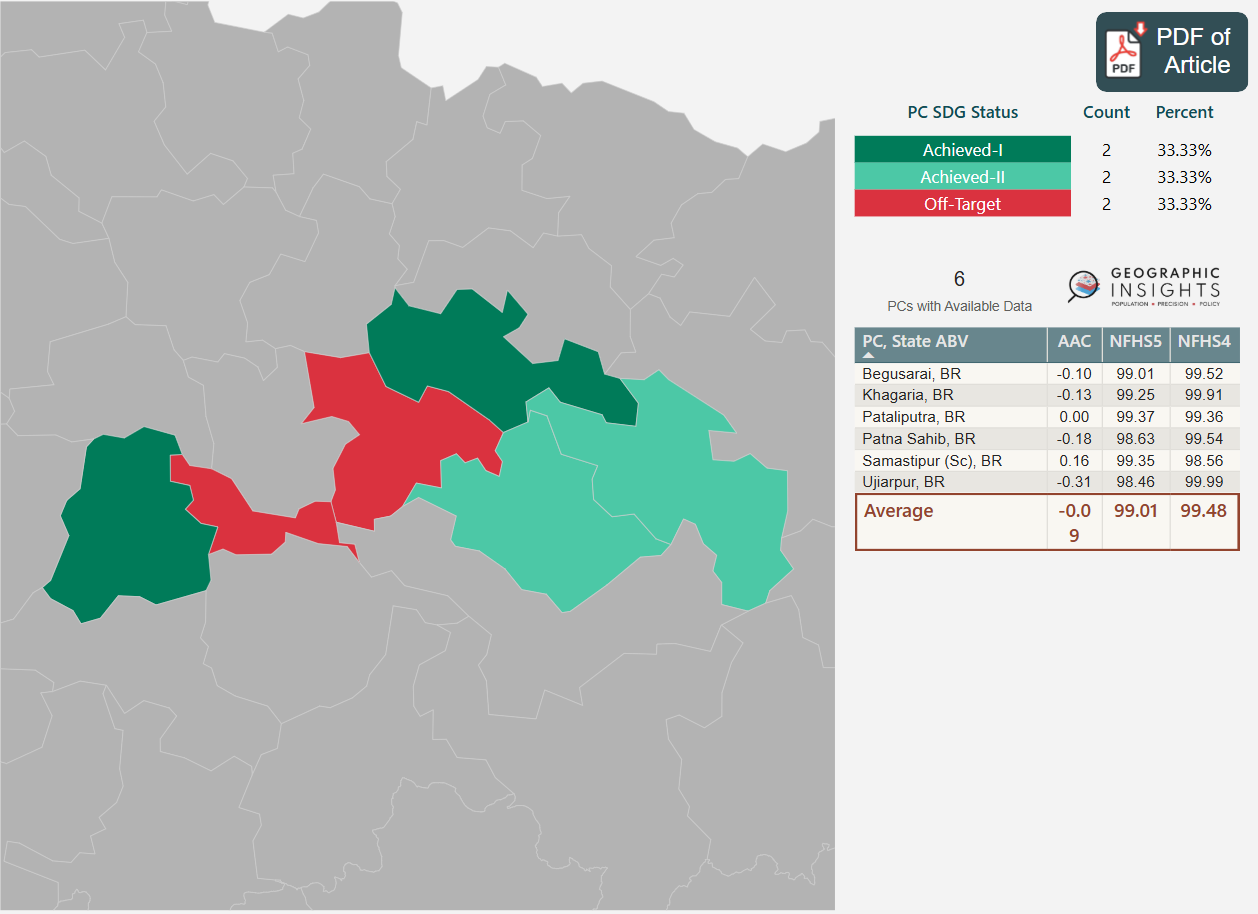 PDF of
Article
PDF
PC SDG Status Count Percent
Achieved-I 2 33.33%
Achieved-II 2 33.33%
Off-Target 2 33.33%
6
PCs with Available Data
GEOGRAPHIC
INSIGHTS
POPULATION • PRECISION • POLICY
PC, State ABV AAC NFHS5 NFHS4
Begusarai, BR -0.10 99.01 99.52
Khagaria, BR -0.13 99.25 99.91
Pataliputra, BR 0.00 99.37 99.36
Patna Sahib, BR -0.18 98.63 99.54
Samastipur (Sc), BR 0.16 99.35 98.56
Ujiarpur, BR -0.31 98.46 99.99
Average -0.0 99.01 99.48
9